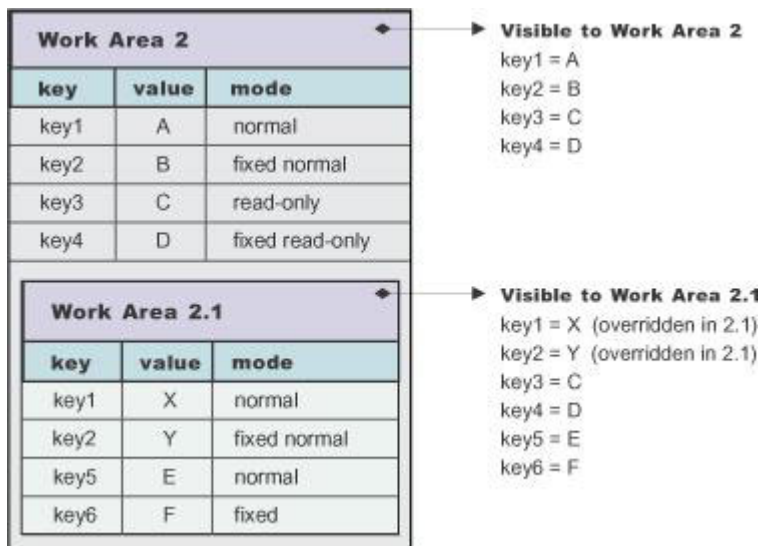 Work Area 2
key value mode
key1 A normal
key2 B fixed normal
key3 C read-only
key4 D fixed read-only
Visible to Work Area 2
key1 = A
key2 = B
key3 = C
key4 = D
Work Area 2.1
key value mode
key1 X normal
key2 Y fixed normal
key5 E normal
key6 F fixed
Visible to Work Area 2.1
key1 = X (overridden in 2.1)
key2 = Y (overridden in 2.1)
key3 = C
key4 = D
key5 = E
key6 = F